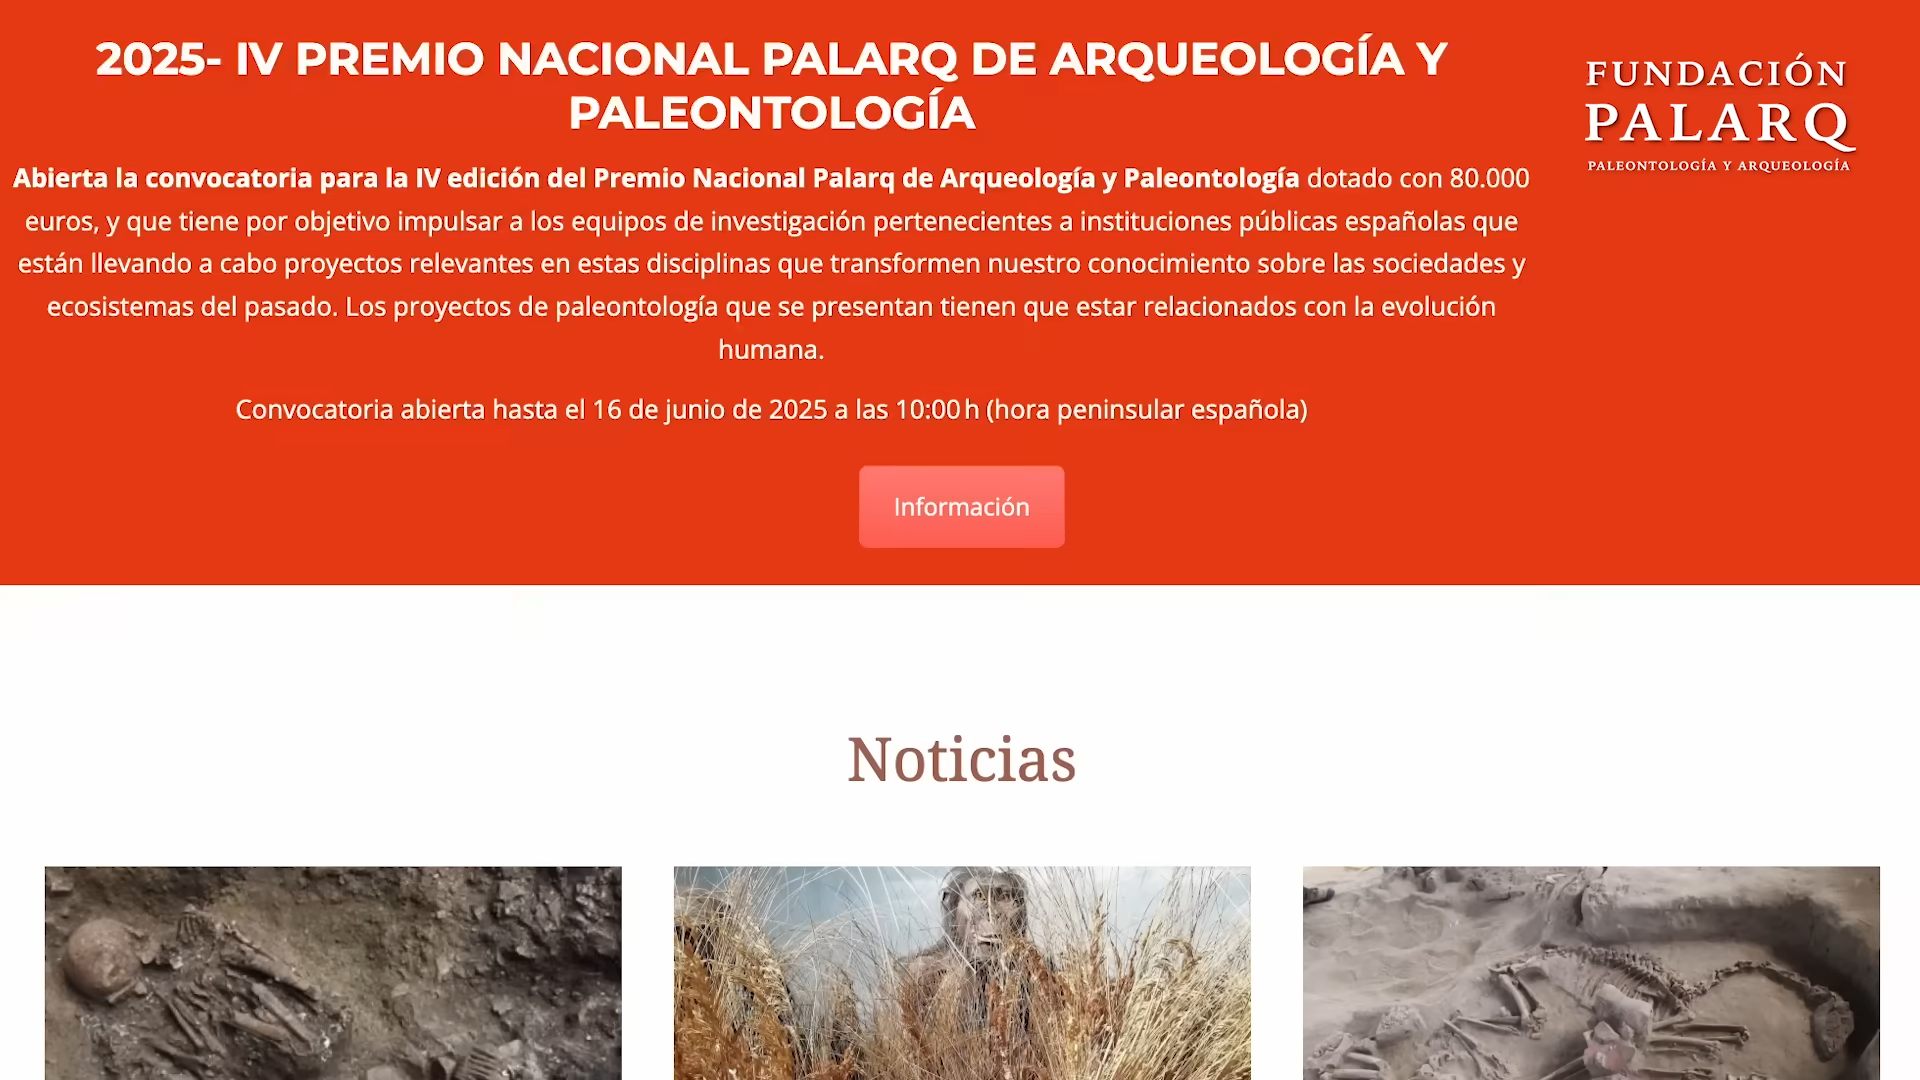 2025- IV PREMIO NACIONAL PALARQ DE ARQUEOLOGÍA Y
PALEONTOLOGÍA
Abierta la convocatoria para la IV edición del Premio Nacional Palarq de Arqueología y Paleontología dotado con 80.000
euros, y que tiene por objetivo impulsar a los equipos de investigación pertenecientes a instituciones públicas españolas que
están llevando a cabo proyectos relevantes en estas disciplinas que transformen nuestro conocimiento sobre las sociedades y
ecosistemas del pasado. Los proyectos de paleontología que se presentan tienen que estar relacionados con la evolución
humana.
Convocatoria abierta hasta el 16 de junio de 2025 a las 10:00 h (hora peninsular española)
Información
FUNDACIÓN
PALARQ
PALEONTOLOGÍA Y ARQUEOLOGÍA
Noticias